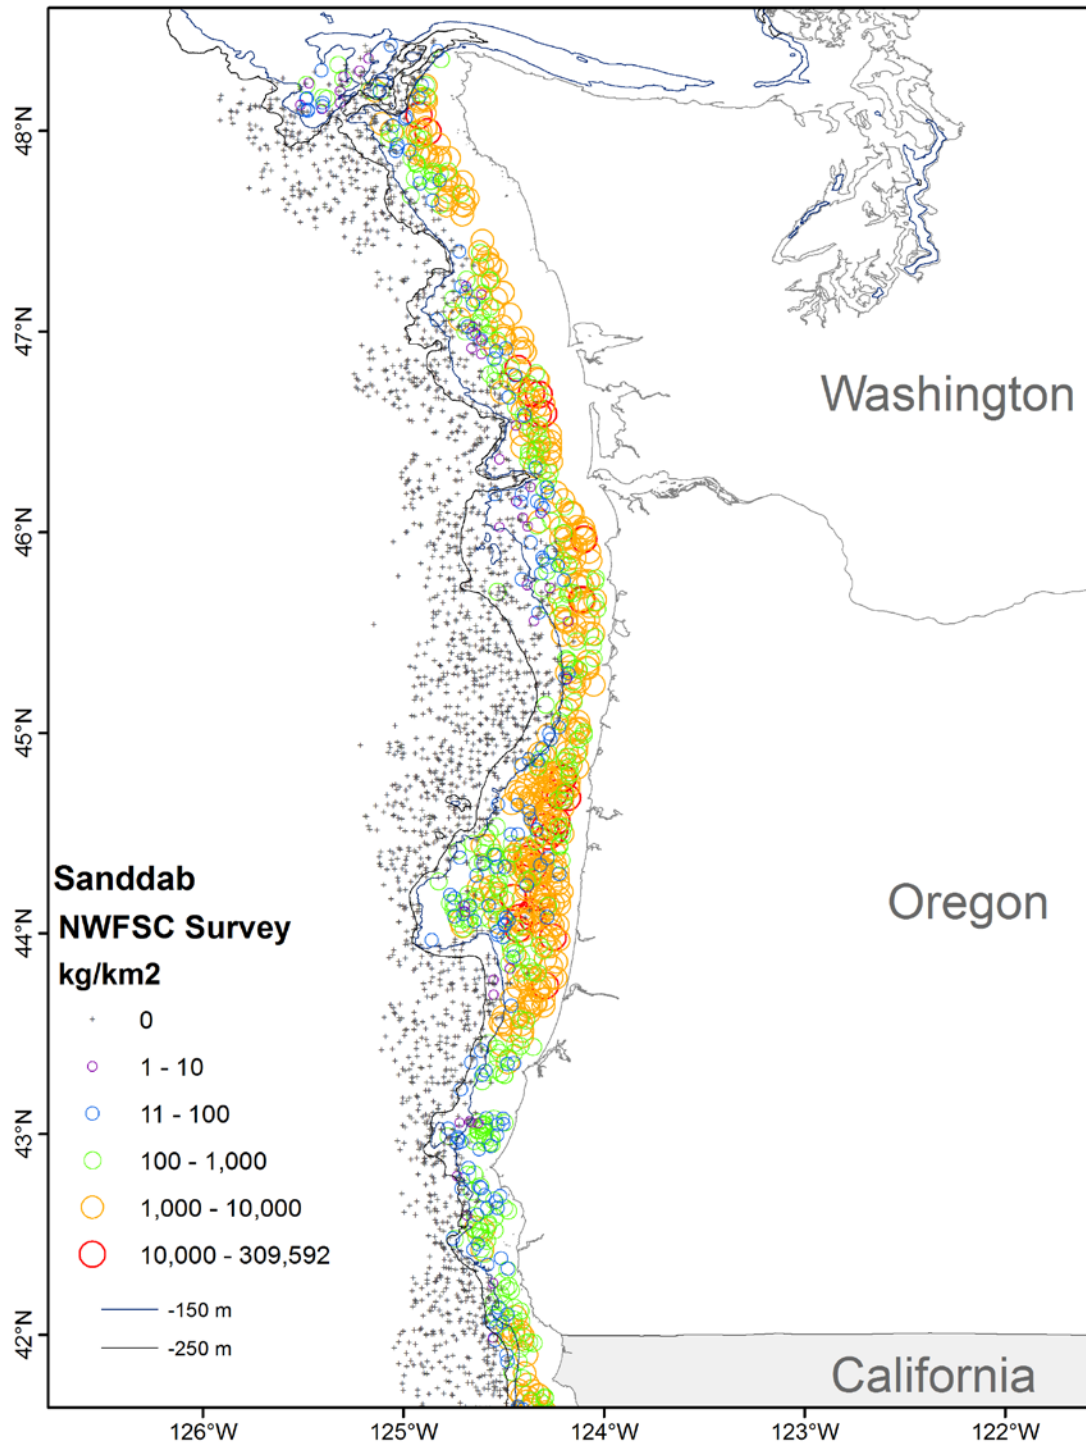 48°N
47°N
Washington
46°N
45°N
Sanddab
Oregon
NWFSC Survey
44°N
kg/km2
0
1 - 10
11 - 100
43°N
100 - 1,000
1,000 - 10,000
10,000 - 309,592
-150 m
42°N
-250 m
California
126°W
125°W
124°W
123°W
122°W